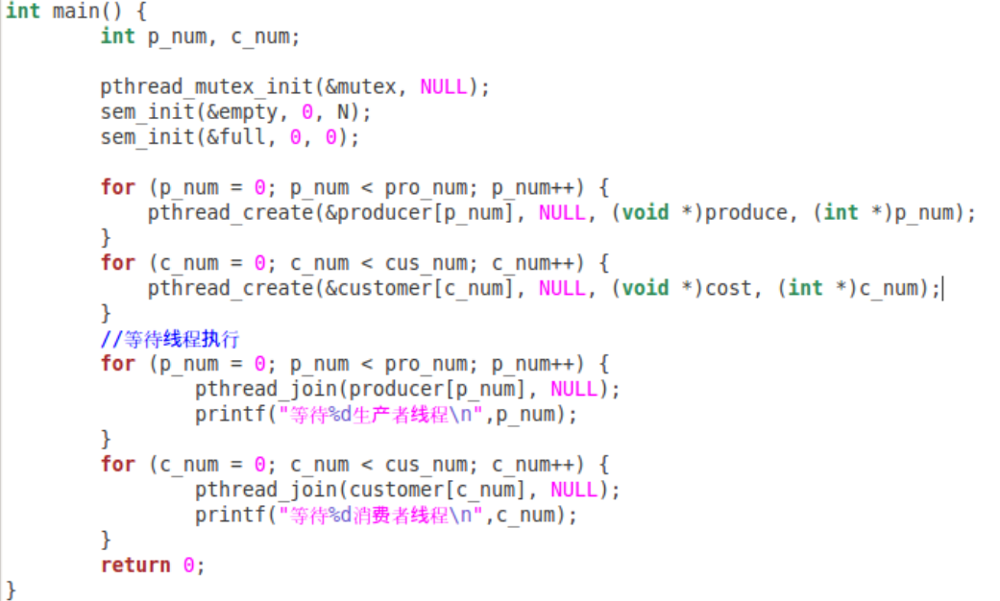 int main() {
int p_num, c_num;
pthread_mutex_init(&mutex, NULL);
sem_init(&empty, 0, N);
sem_init(&full, 0, 0);
for (p_num = 0; p_num < pro_num; p_num++) {
pthread_create(&producer[p_num], NULL, (void *)produce, (int *)p_num);
}
for (c_num = 0; c_num < cus_num; c_num++) {
pthread_create(&customer[c_num], NULL, (void *)cost, (int *)c_num);
}
//等待线程执行
for (p_num = 0; p_num < pro_num; p_num++) {
pthread_join(producer[p_num], NULL);
printf("等待%d生产者线程\n",p_num);
}
for (c_num = 0; c_num < cus_num; c_num++) {
pthread_join(customer[c_num], NULL);
printf("等待%d消费者线程\n",c_num);
}
return 0;
}